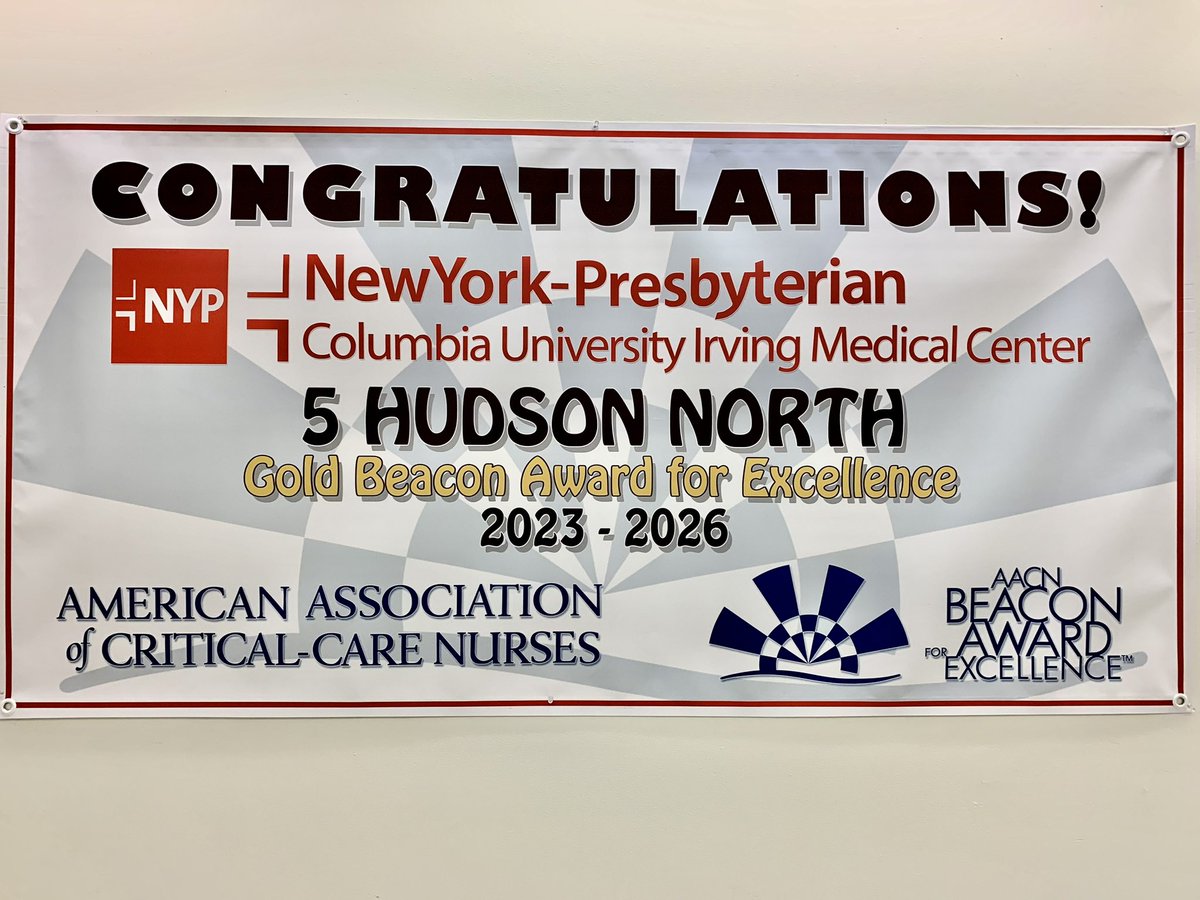 CONGRATULATIONS!
NYP
NewYork-Presbyterian
Columbia University Irving Medical Center
5 HUDSON NORTH
Gold Beacon Award for Excellence
2023 - 2026
AMERICAN ASSOCIATION
of CRITICAL-CARE NURSES
AACN
BEACON
AWARD
FOR EXCELLENCE™